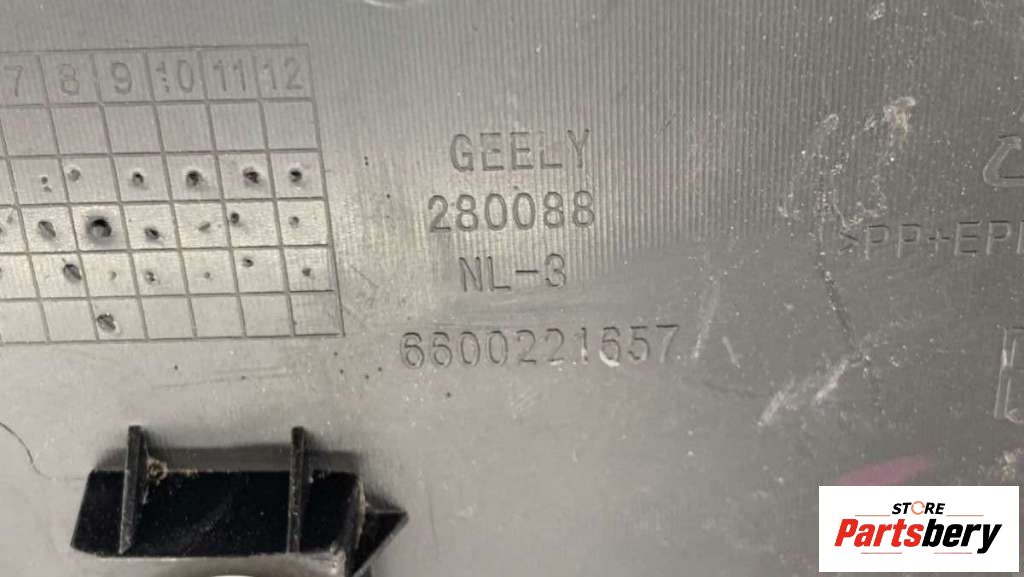 7 8 9 10 11 12
GEELY
280088
NL-3
6600221657
>PP+EP
STORE
Partsbery